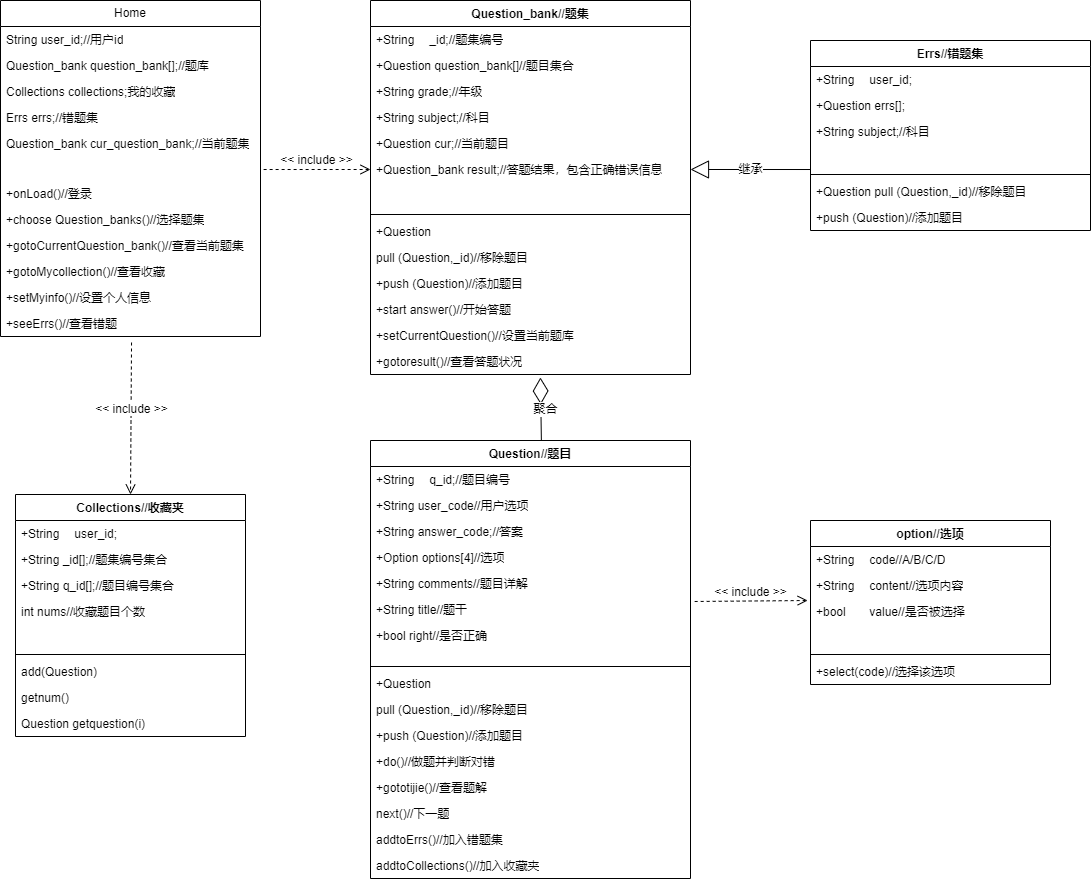 Home
String user_id;//用户id
Question_bank question_bank[];//题库
Collections collections;我的收藏
Errs errs;//错题集
Question_bank cur_question_bank;//当前题集
+onLoad()//登录
+choose Question_banks()//选择题集
+gotoCurrentQuestion_bank()//查看当前题集
+gotoMycollection()//查看收藏
+setMyinfo()//设置个人信息
+seeErrs()//查看错题
<< include >>
Question_bank//题集
+String _id;//题集编号
+Question question_bank[]//题目集合
+String grade;//年级
+String subject;//科目
+Question cur;//当前题目
+Question_bank result;//答题结果，包含正确错误信息
+Question
pull (Question,_id)//移除题目
+push (Question)//添加题目
+start answer()//开始答题
+setCurrentQuestion()//设置当前题库
+gotoresult()//查看答题状况
继承
Errs//错题集
+String user_id;
+Question errs[];
+String subject;//科目
+Question pull (Question,_id)//移除题目
+push (Question)//添加题目
<< include >>
聚合
Collections//收藏夹
+String user_id;
+String _id[];//题集编号集合
+String q_id[];//题目编号集合
int nums//收藏题目个数
add(Question)
getnum()
Question getquestion(i)
Question//题目
+String q_id;//题目编号
+String user_code//用户选项
+String answer_code;//答案
+Option options[4]//选项
+String comments//题目详解
+String title//题干
+bool right//是否正确
+Question
pull (Question,_id)//移除题目
+push (Question)//添加题目
+do()//做题并判断对错
+gototijie()//查看题解
next()//下一题
addtoErrs()//加入错题集
addtoCollections()//加入收藏夹
<< include >>
option//选项
+String code//A/B/C/D
+String content//选项内容
+bool value//是否被选择
+select(code)//选择该选项